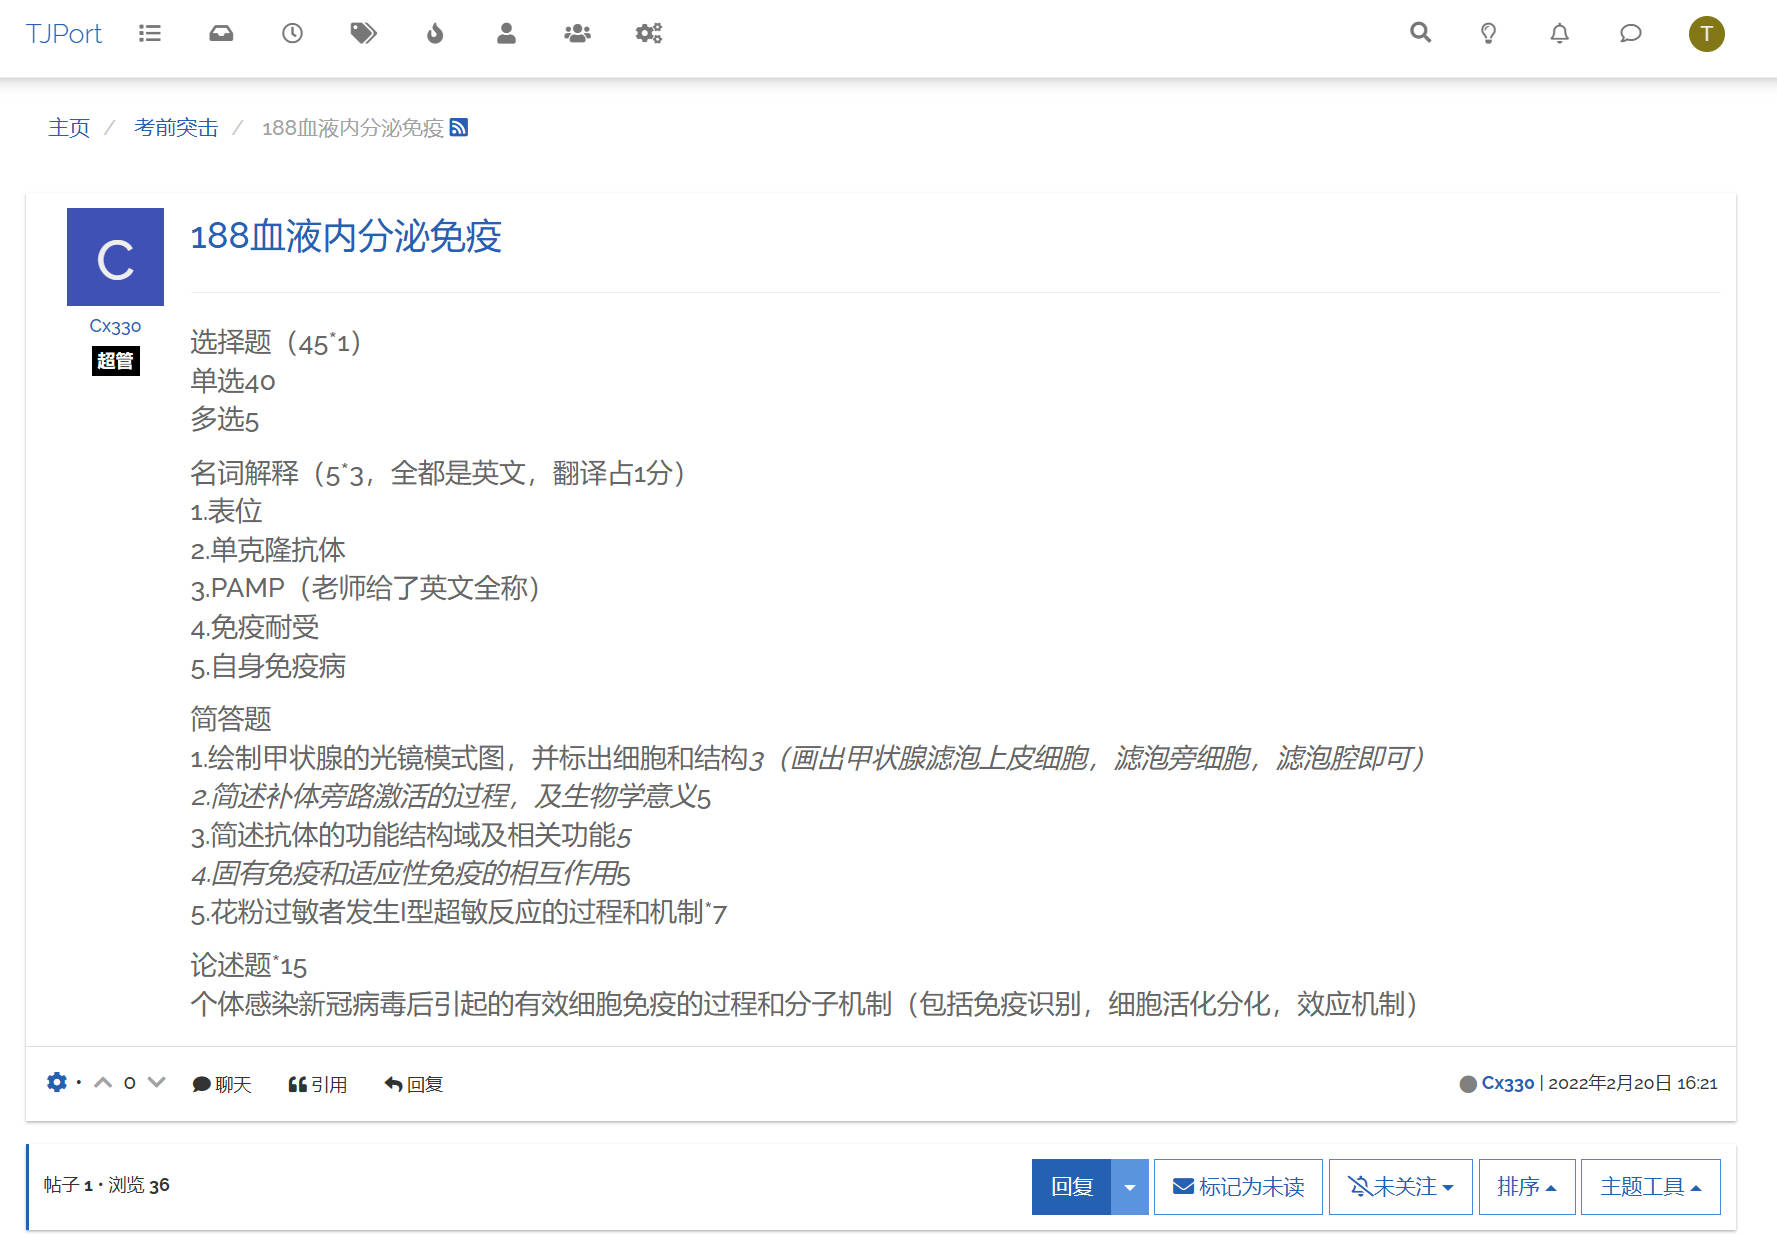 TJPort
T
主页 / 考前突击 / 188血液内分泌免疫
C
Cx330
超管
188血液内分泌免疫
选择题（45*1）
单选40
多选5
名词解释（5*3，全都是英文，翻译占1分）
1.表位
2.单克隆抗体
3.PAMP（老师给了英文全称）
4.免疫耐受
5.自身免疫病
简答题
1.绘制甲状腺的光镜模式图，并标出细胞和结构3（画出甲状腺滤泡上皮细胞，滤泡旁细胞，滤泡腔即可）
2.简述补体旁路激活的过程，及生物学意义5
3.简述抗体的功能结构域及相关功能5
4.固有免疫和适应性免疫的相互作用5
5.花粉过敏者发生I型超敏反应的过程和机制*7
论述题*15
个体感染新冠病毒后引起的有效细胞免疫的过程和分子机制（包括免疫识别，细胞活化分化，效应机制）
• 0 聊天 引用 回复 Cx330 | 2022年2月20日 16:21
帖子 1 • 浏览 36 回复 标记为未读 未关注 排序 主题工具